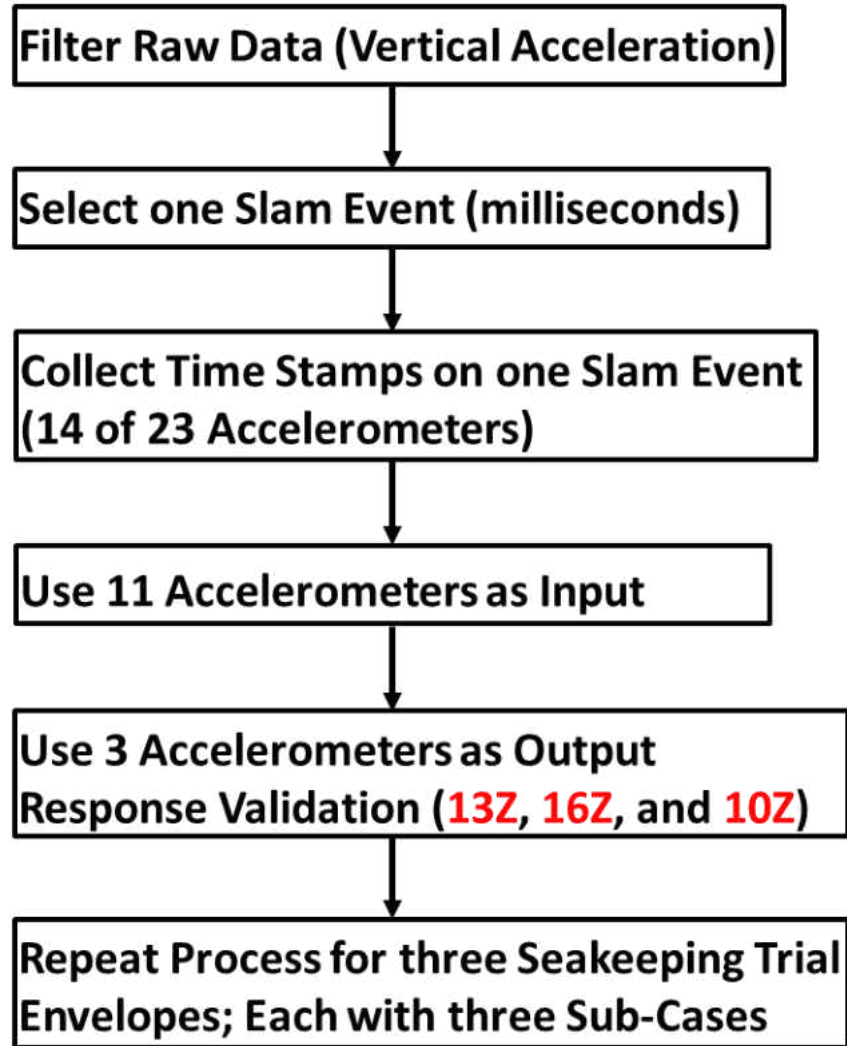 Filter Raw Data (Vertical Acceleration)
Select one Slam Event (milliseconds)
Collect Time Stamps on one Slam Event
(14 of 23 Accelerometers)
Use 11 Accelerometers as Input
Use 3 Accelerometers as Output
Response Validation (13Z, 16Z, and 10Z)
Repeat Process for three Seakeeping Trial
Envelopes; Each with three Sub-Cases